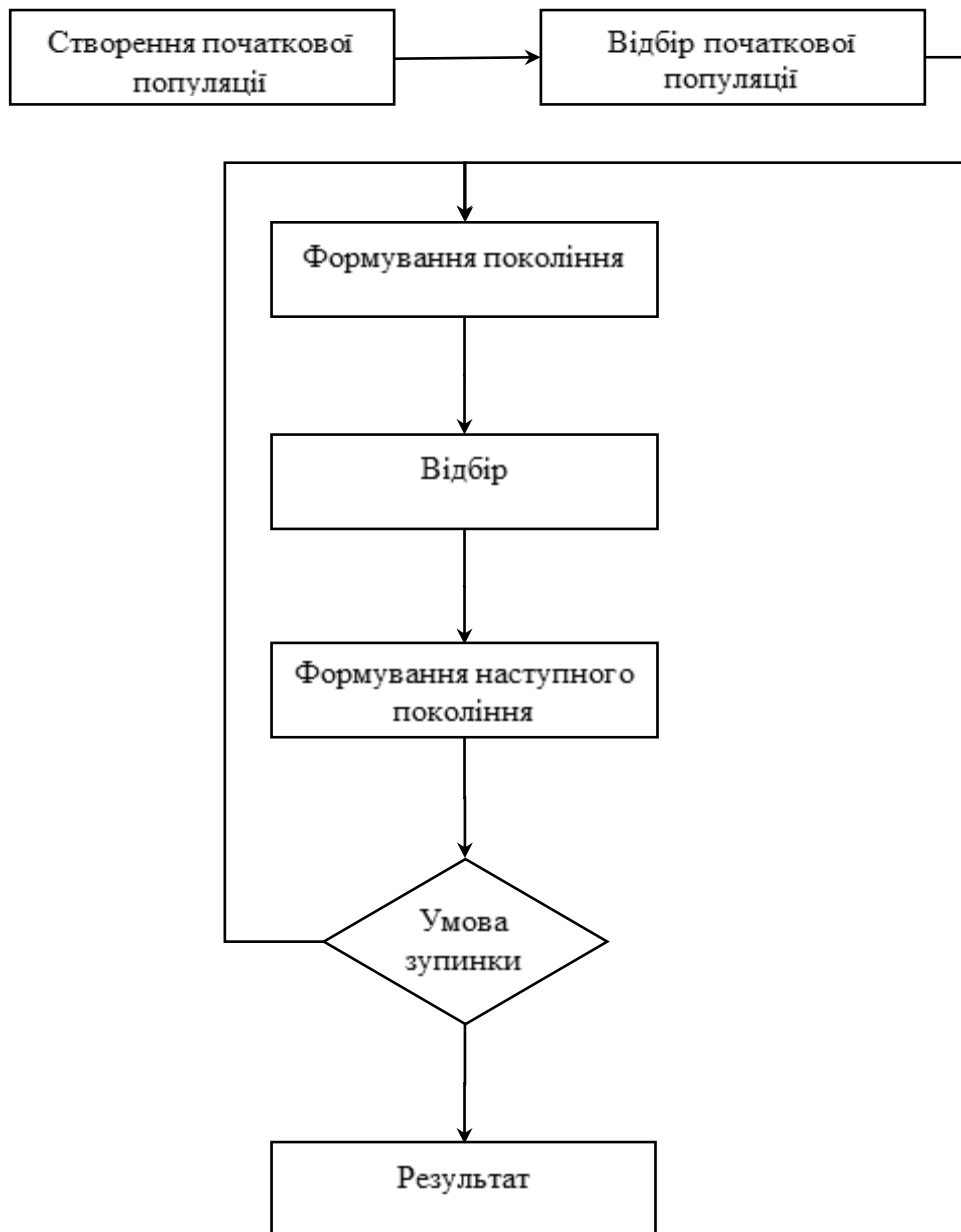 Створення початкової
популяції
Відбір початкової
популяції
Формування покоління
Відбір
Формування наступного
покоління
Умова
зупинки
Результат